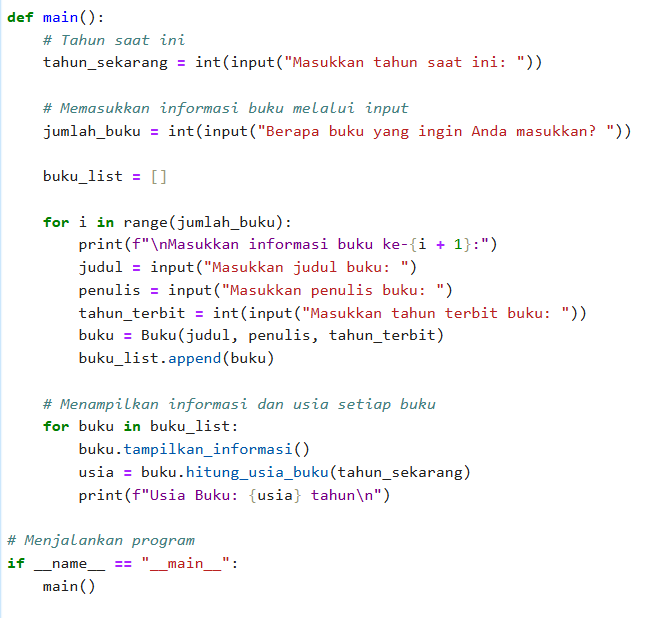 def main():
    # Tahun saat ini
    tahun_sekarang = int(input("Masukkan tahun saat ini: "))

    # Memasukkan informasi buku melalui input
    jumlah_buku = int(input("Berapa buku yang ingin Anda masukkan? "))

    buku_list = []

    for i in range(jumlah_buku):
        print(f"\nMasukkan informasi buku ke-{i + 1}:")
        judul = input("Masukkan judul buku: ")
        penulis = input("Masukkan penulis buku: ")
        tahun_terbit = int(input("Masukkan tahun terbit buku: "))
        buku = Buku(judul, penulis, tahun_terbit)
        buku_list.append(buku)

    # Menampilkan informasi dan usia setiap buku
    for buku in buku_list:
        buku.tampilkan_informasi()
        usia = buku.hitung_usia_buku(tahun_sekarang)
        print(f"Usia Buku: {usia} tahun\n")

# Menjalankan program
if __name__ == "__main__":
    main()